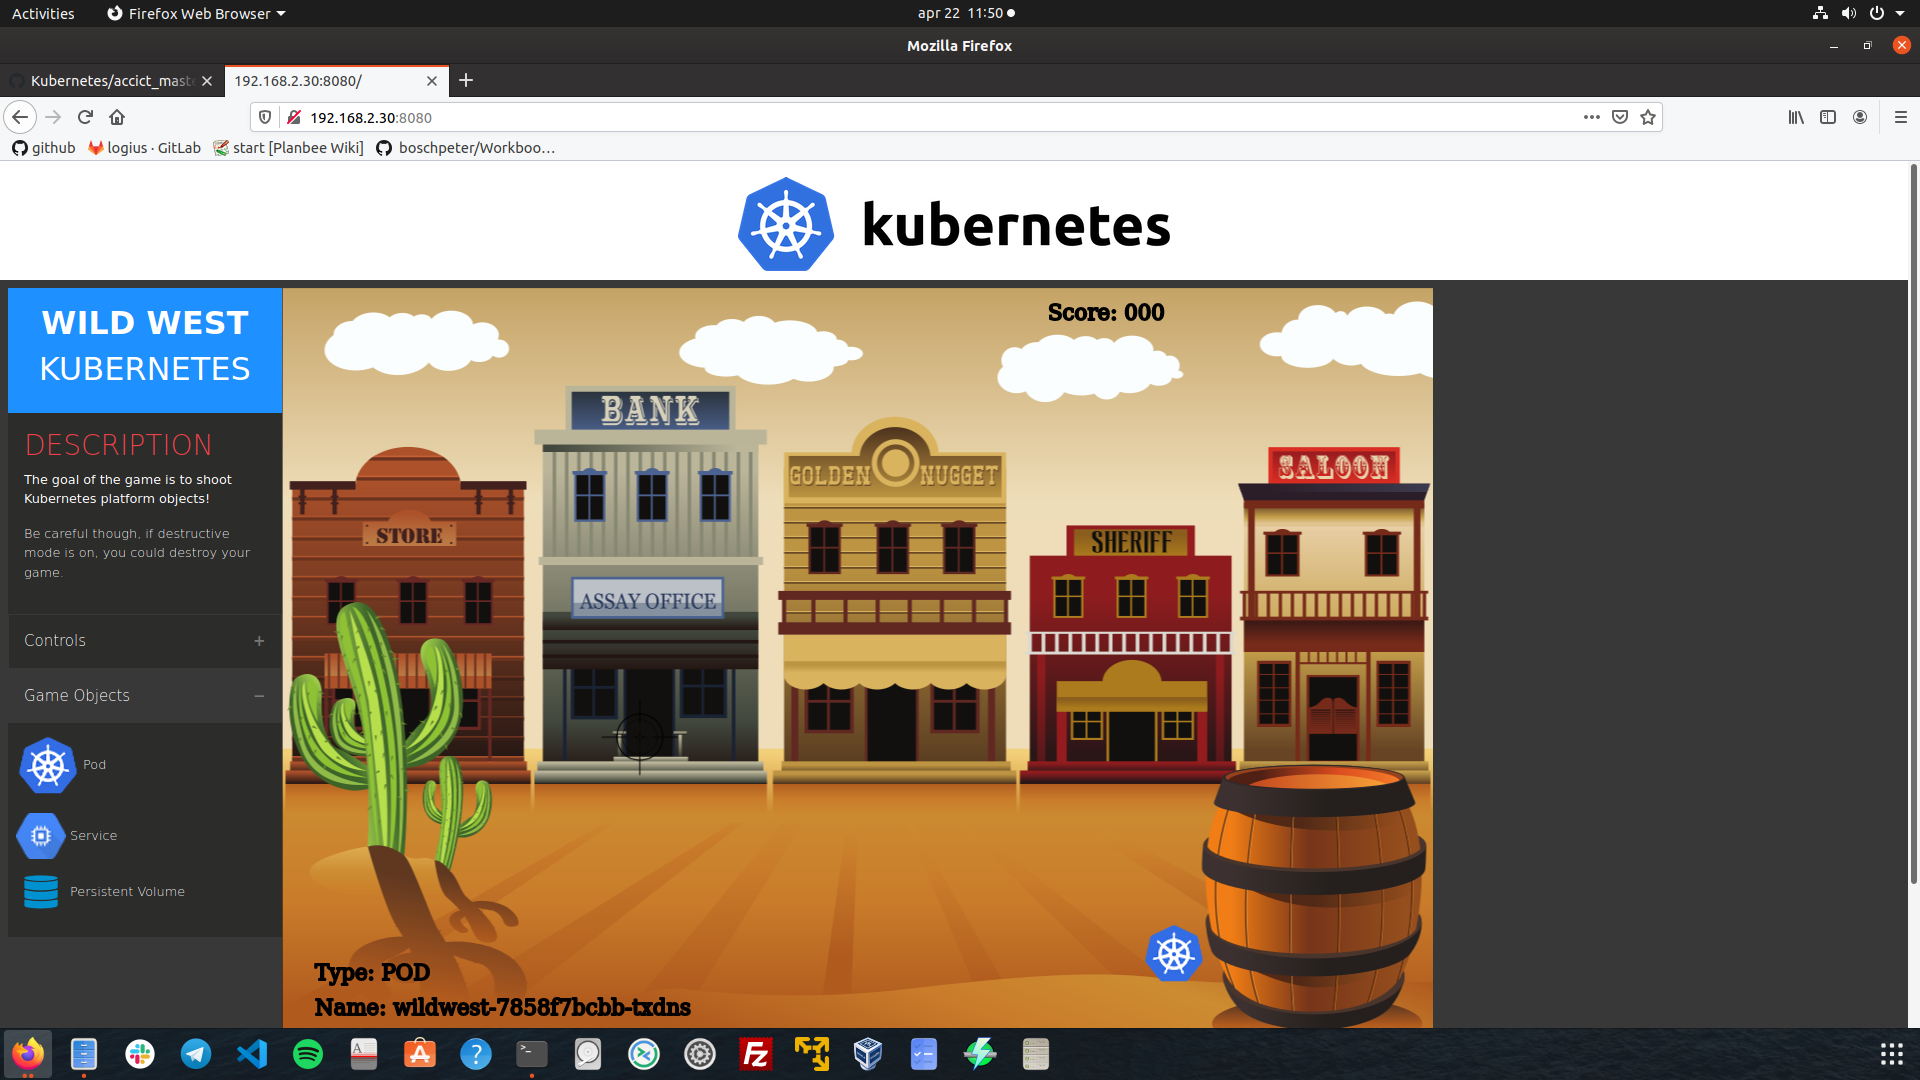 Activities
Firefox Web Browser
apr 22 11:50
Mozilla Firefox
Kubernetes/accict_mast
192.168.2.30:8080/
192.168.2.30:8080
github
logius · GitLab
start [Planbee Wiki]
boschpeter/Workboo…
kubernetes
WILD WEST
KUBERNETES
DESCRIPTION
The goal of the game is to shoot
Kubernetes platform objects!
Be careful though, if destructive
mode is on, you could destroy your
game.
Controls +
Game Objects −
Pod
Service
Persistent Volume
Score: 000
BANK
GOLDEN NUGGET
SALOON
STORE
SHERIFF
ASSAY OFFICE
Type: POD
Name: wildwest-7858f7bcbb-txdns